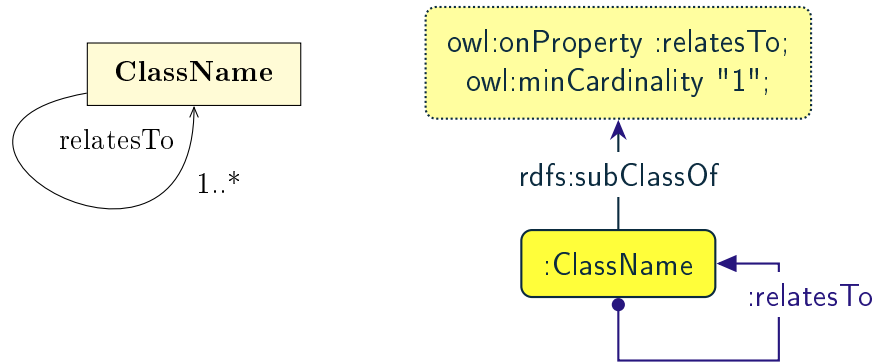 ClassName
relatesTo
1..*
owl:onProperty :relatesTo;
owl:minCardinality "1";
rdfs:subClassOf
:ClassName
:relatesTo